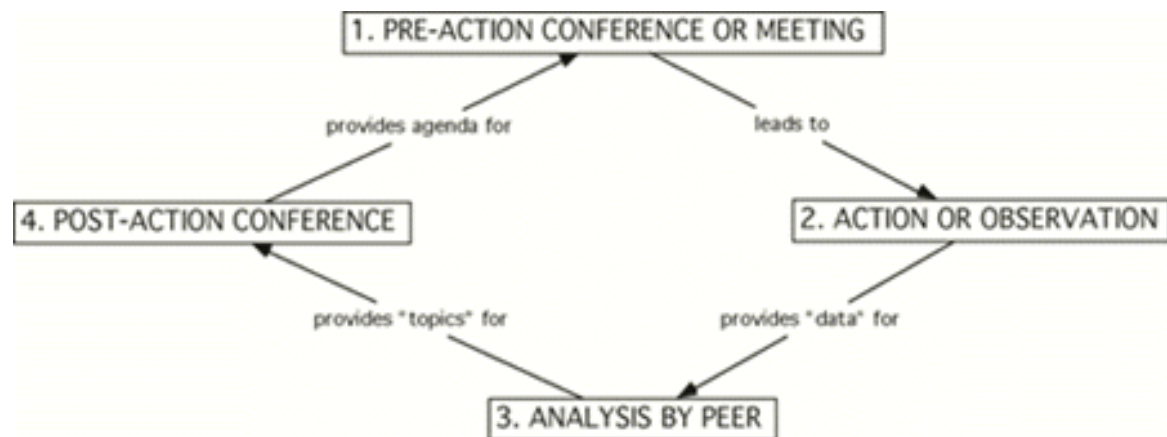 1. PRE-ACTION CONFERENCE OR MEETING
provides agenda for
leads to
4. POST-ACTION CONFERENCE
2. ACTION OR OBSERVATION
provides "topics" for
provides "data" for
3. ANALYSIS BY PEER